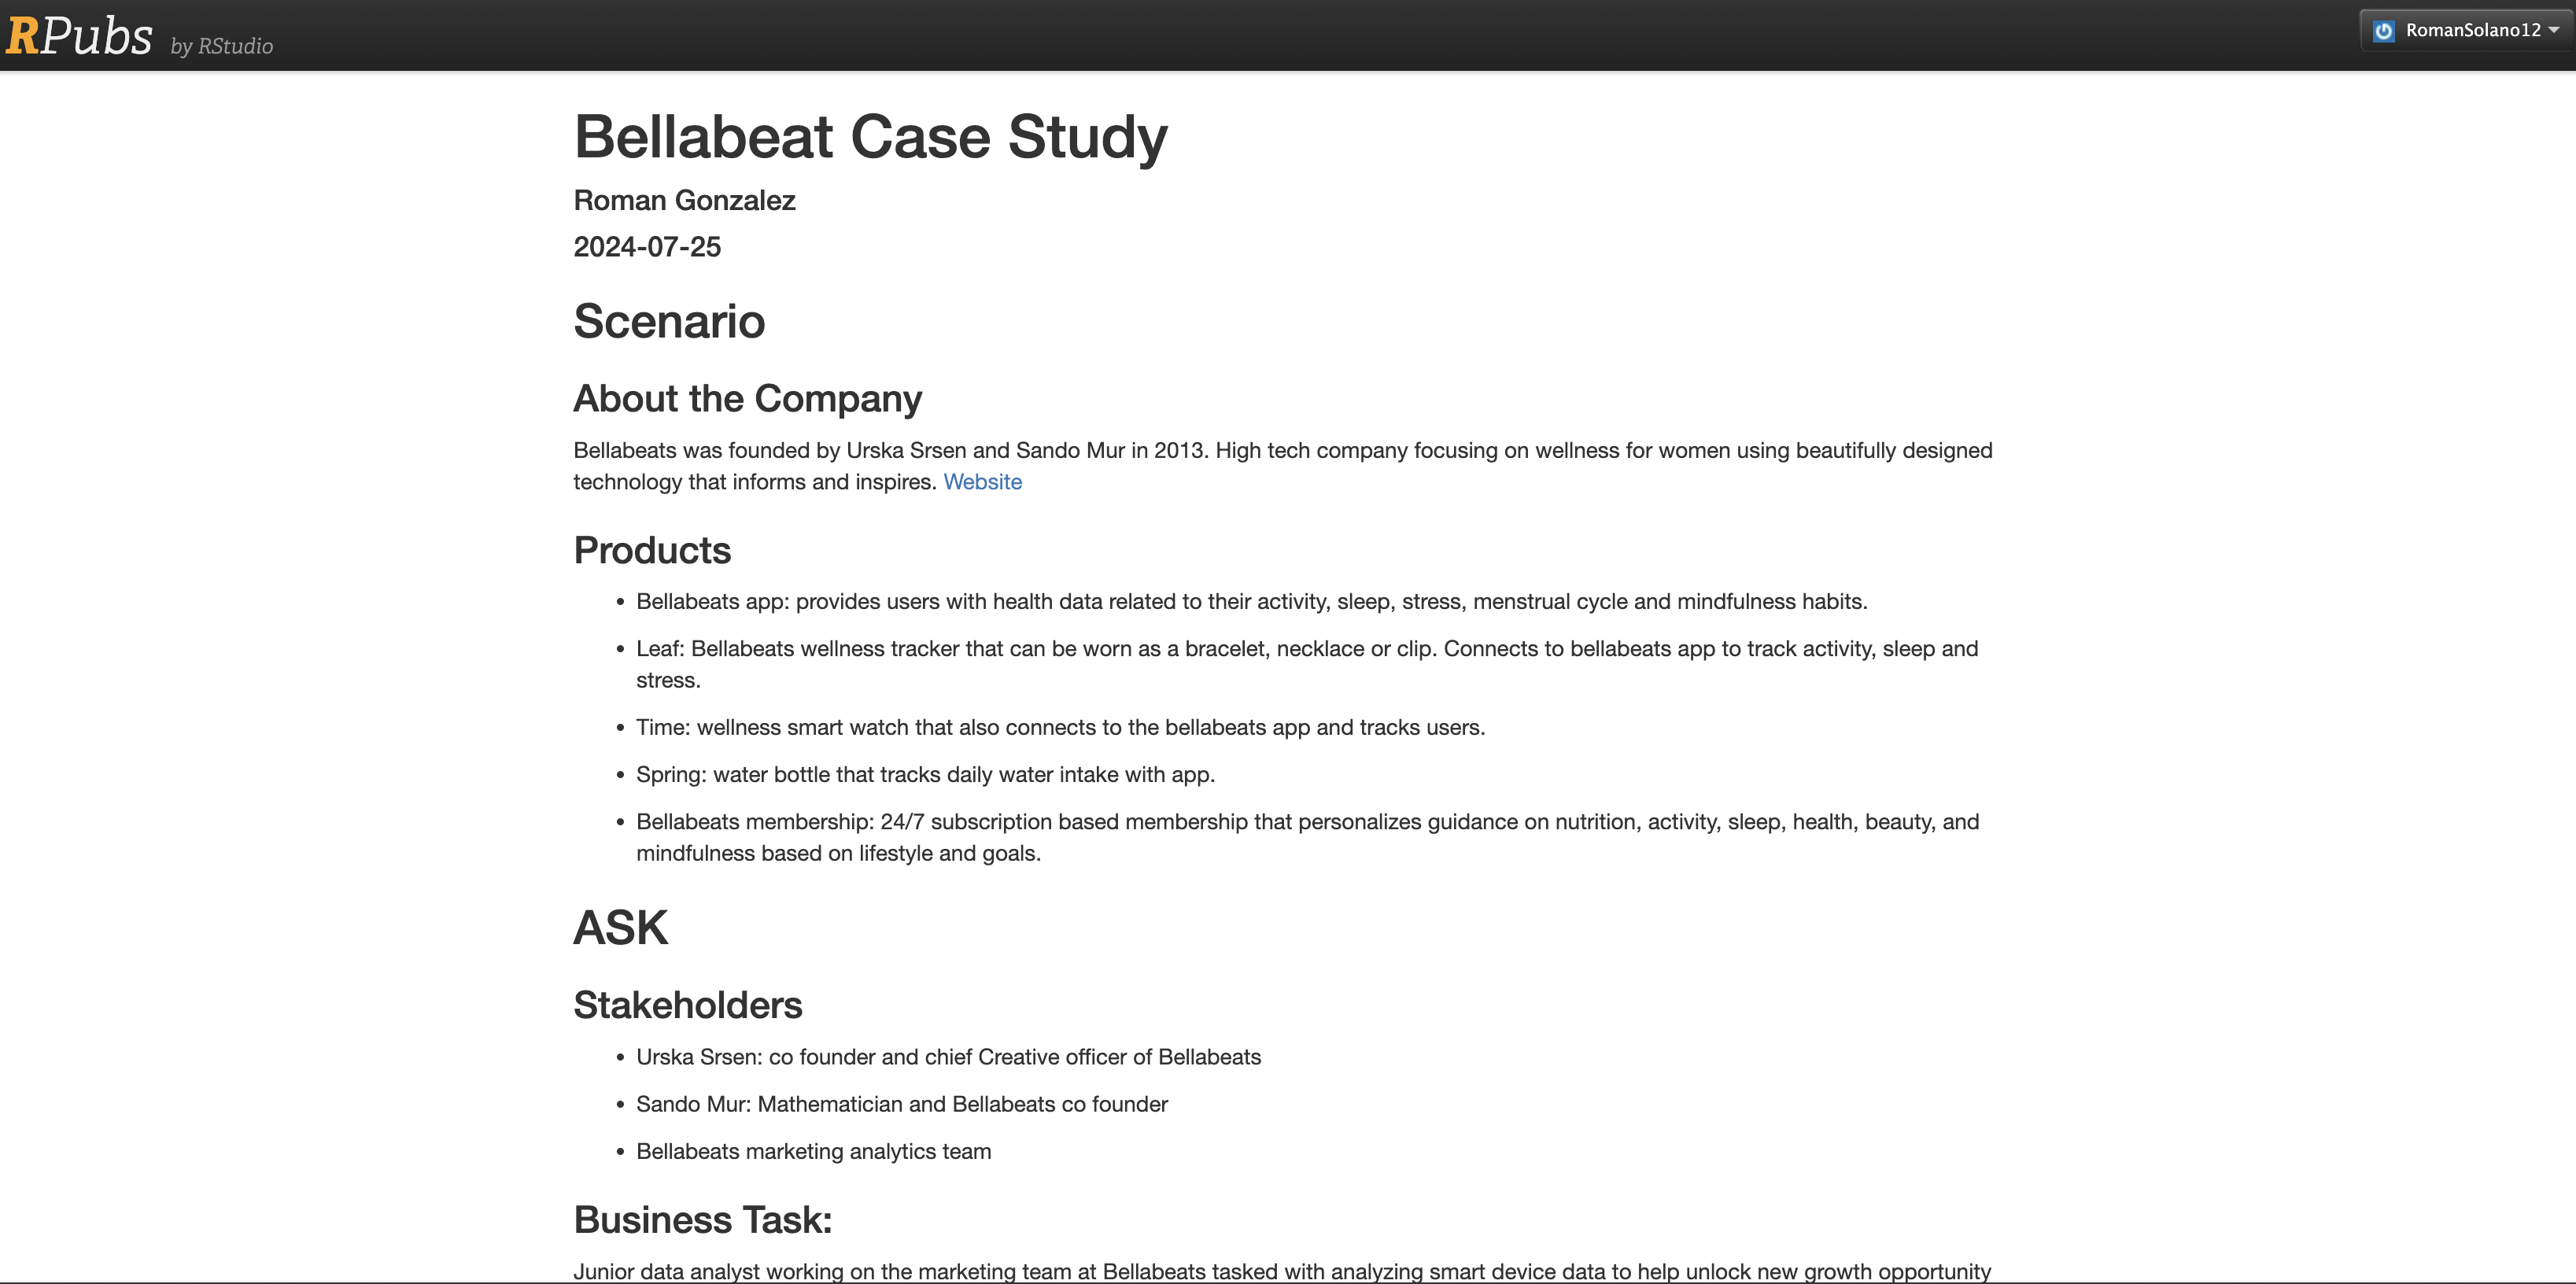 RPubs by RStudio
RomanSolano12
Bellabeat Case Study
Roman Gonzalez
2024-07-25
Scenario
About the Company
Bellabeats was founded by Urska Srsen and Sando Mur in 2013. High tech company focusing on wellness for women using beautifully designed
technology that informs and inspires. Website
Products
• Bellabeats app: provides users with health data related to their activity, sleep, stress, menstrual cycle and mindfulness habits.
• Leaf: Bellabeats wellness tracker that can be worn as a bracelet, necklace or clip. Connects to bellabeats app to track activity, sleep and
stress.
• Time: wellness smart watch that also connects to the bellabeats app and tracks users.
• Spring: water bottle that tracks daily water intake with app.
• Bellabeats membership: 24/7 subscription based membership that personalizes guidance on nutrition, activity, sleep, health, beauty, and
mindfulness based on lifestyle and goals.
ASK
Stakeholders
• Urska Srsen: co founder and chief Creative officer of Bellabeats
• Sando Mur: Mathematician and Bellabeats co founder
• Bellabeats marketing analytics team
Business Task:
Junior data analyst working on the marketing team at Bellabeats tasked with analyzing smart device data to help unlock new growth opportunity